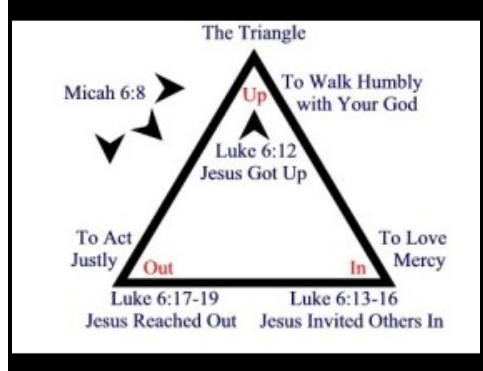 The Triangle
Micah 6:8
Up
To Walk Humbly
with Your God
Luke 6:12
Jesus Got Up
To Act
Justly
Out
In
To Love
Mercy
Luke 6:17-19
Jesus Reached Out
Luke 6:13-16
Jesus Invited Others In